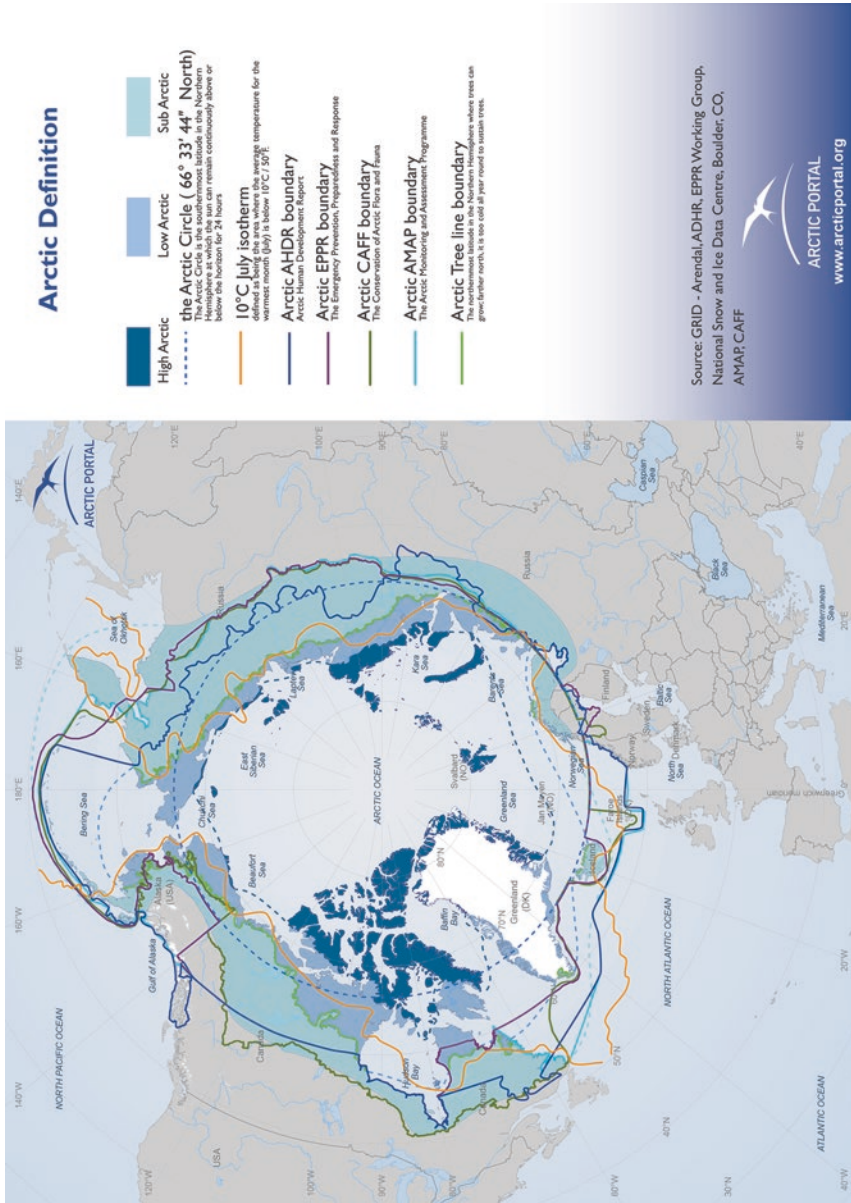 Arctic Definition
High Arctic
Low Arctic
Sub Arctic
the Arctic Circle ( 66° 33' 44" North)
The Arctic Circle is the southernmost latitude in the Northern
Hemisphere at which the sun can remain continuously above or
below the horizon for 24 hours
10°C July isotherm
defined as being the area where the average temperature for the
warmest month (July) is below 10°C / 50°F.
Arctic AHDR boundary
Arctic Human Development Report
Arctic EPPR boundary
The Emergency Prevention, Preparedness and Response
Arctic CAFF boundary
The Conservation of Arctic Flora and Fauna
Arctic AMAP boundary
The Arctic Monitoring and Assessment Programme
Arctic Tree line boundary
The northernmost latitude in the Northern Hemisphere where trees can
grow; farther north, it is too cold all year round to sustain trees.
Source: GRID - Arendal, ADHR, EPPR Working Group,
National Snow and Ice Data Centre, Boulder, CO,
AMAP, CAFF
ARCTIC PORTAL
www.arcticportal.org
ARCTIC PORTAL
140°W
160°W
180°W
160°E
140°E
120°W
120°E
NORTH PACIFIC OCEAN
Gulf of Alaska
Bering Sea
Sea of
Okhotsk
Alaska
(USA)
Russia
USA
Canada
Beaufort
Sea
Chukchi
Sea
East
Siberian
Sea
Laptev
Sea
100°E
ARCTIC OCEAN
80°E
Hudson
Bay
Baffin
Bay
80°N
70°N
Greenland
(DK)
Svalbard
(NO)
Kara
Sea
Barents
Sea
Greenland
Sea
Jan Mayen
(NO)
Norwegian
Sea
Russia
Canada
60°N
Iceland
Faroe
Islands
Norway
Sweden
Finland
Baltic
Sea
North
Sea
Denmark
60°E
Caspian
Sea
Black
Sea
Mediterranean
Sea
NORTH ATLANTIC OCEAN
ATLANTIC OCEAN
Greenwich meridian
60°W
50°N
40°N
30°N
40°W
20°W
20°E
40°E